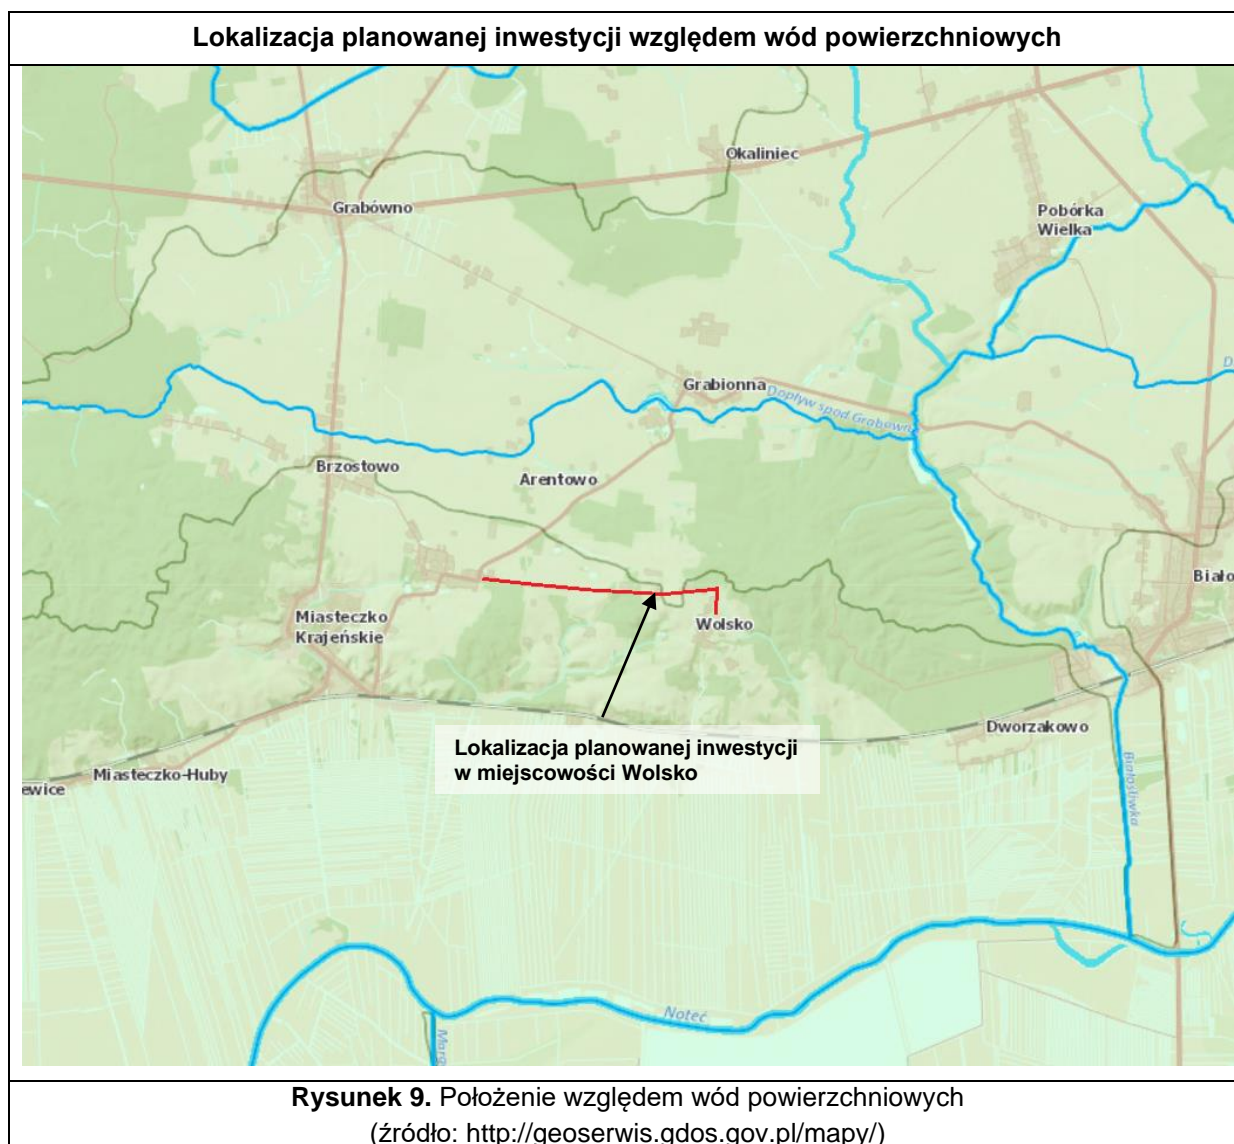 Lokalizacja planowanej inwestycji względem wód powierzchniowych
Okaliniec
Grabówno
Pobórka
Wielka
Grabionna
Dopływ spod Grabówna
D
Brzostowo
Arentowo
Biało
Miasteczko
Krajeńskie
Wolsko
Dworzakowo
Lokalizacja planowanej inwestycji
w miejscowości Wolsko
Miasteczko-Huby
ewice
Białośliwka
Noteć
Marg
Rysunek 9. Położenie względem wód powierzchniowych
(źródło: http://geoserwis.gdos.gov.pl/mapy/)